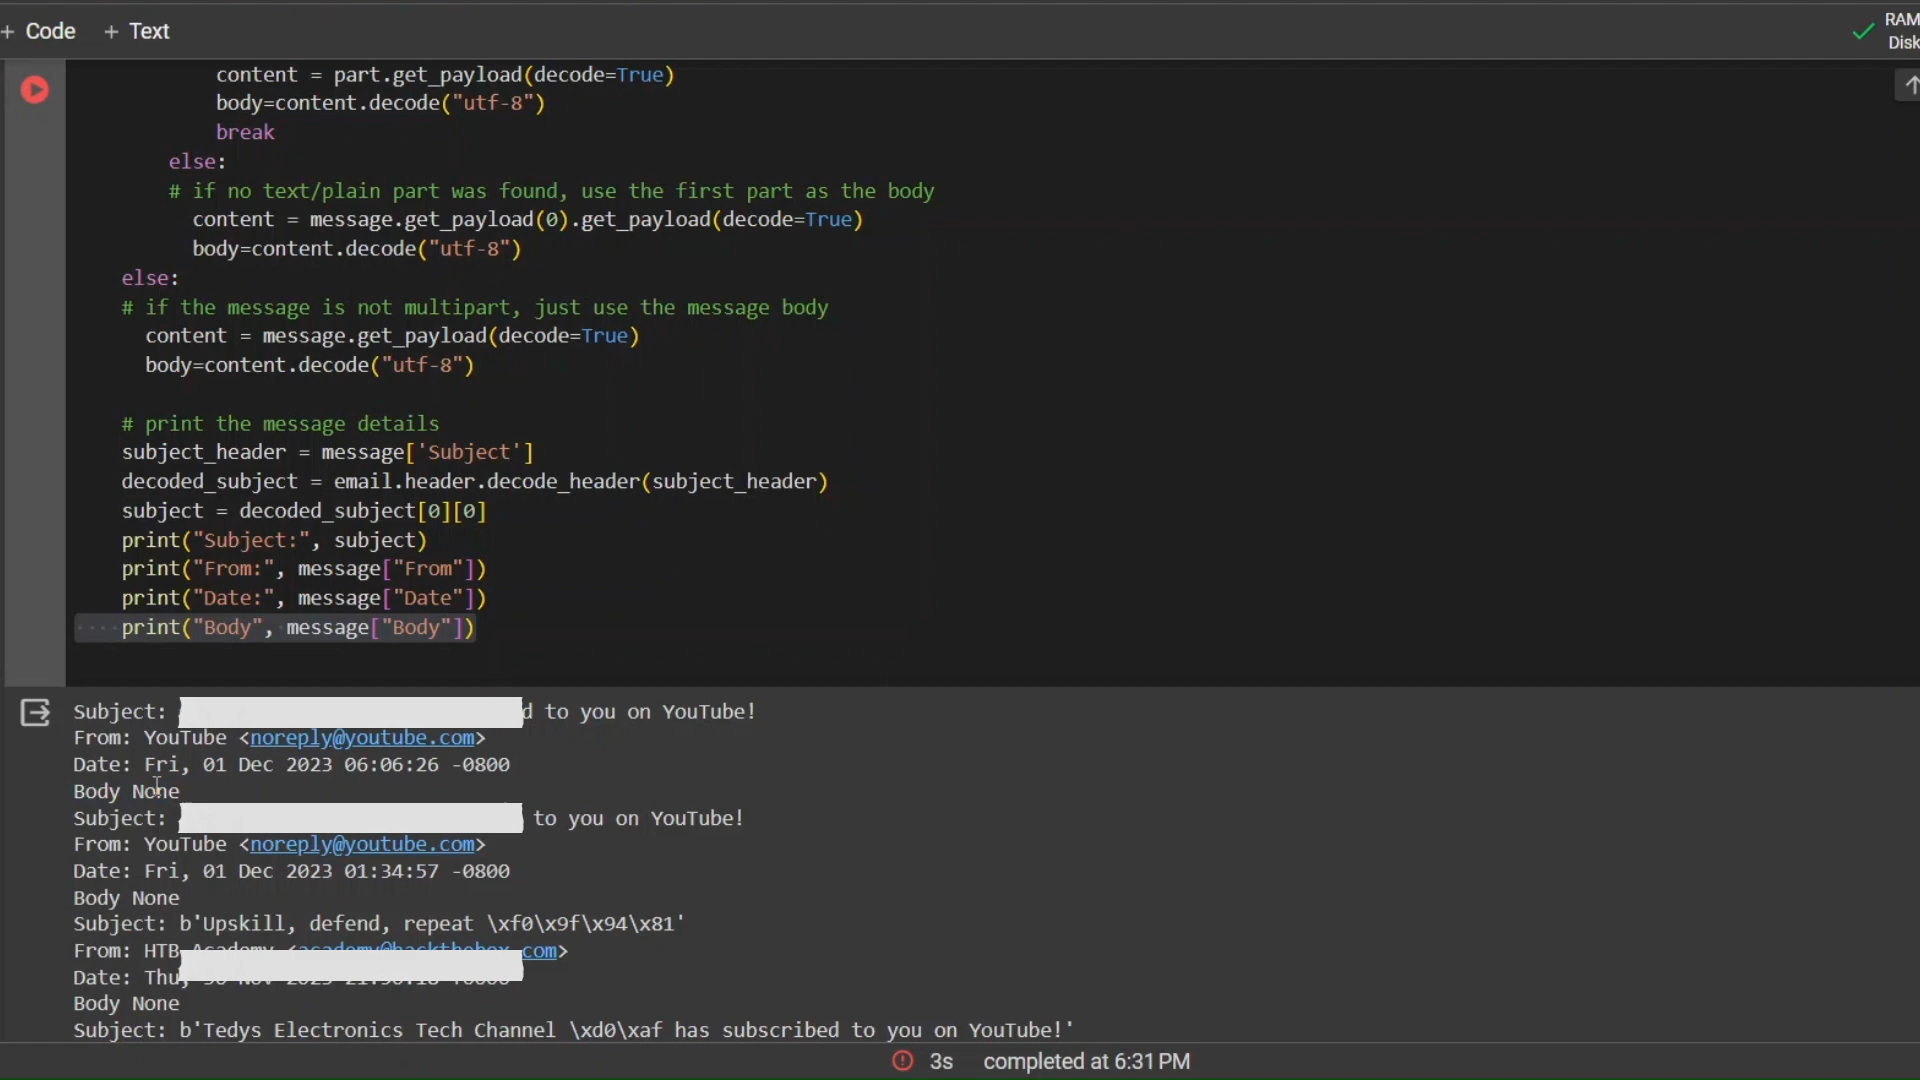 + Code + Text
RAM
Disk
content = part.get_payload(decode=True)
body=content.decode("utf-8")
break
else:
# if no text/plain part was found, use the first part as the body
content = message.get_payload(0).get_payload(decode=True)
body=content.decode("utf-8")
else:
# if the message is not multipart, just use the message body
content = message.get_payload(decode=True)
body=content.decode("utf-8")
# print the message details
subject_header = message['Subject']
decoded_subject = email.header.decode_header(subject_header)
subject = decoded_subject[0][0]
print("Subject:", subject)
print("From:", message["From"])
print("Date:", message["Date"])
print("Body", message["Body"])
Subject: d to you on YouTube!
From: YouTube <noreply@youtube.com>
Date: Fri, 01 Dec 2023 06:06:26 -0800
Body None
Subject: to you on YouTube!
From: YouTube <noreply@youtube.com>
Date: Fri, 01 Dec 2023 01:34:57 -0800
Body None
Subject: b'Upskill, defend, repeat \xf0\x9f\x94\x81'
From: HTB Academy <academy@hackthebox.com>
Date: Thu,
Body None
Subject: b'Tedys Electronics Tech Channel \xd0\xaf has subscribed to you on YouTube!'
3s completed at 6:31 PM